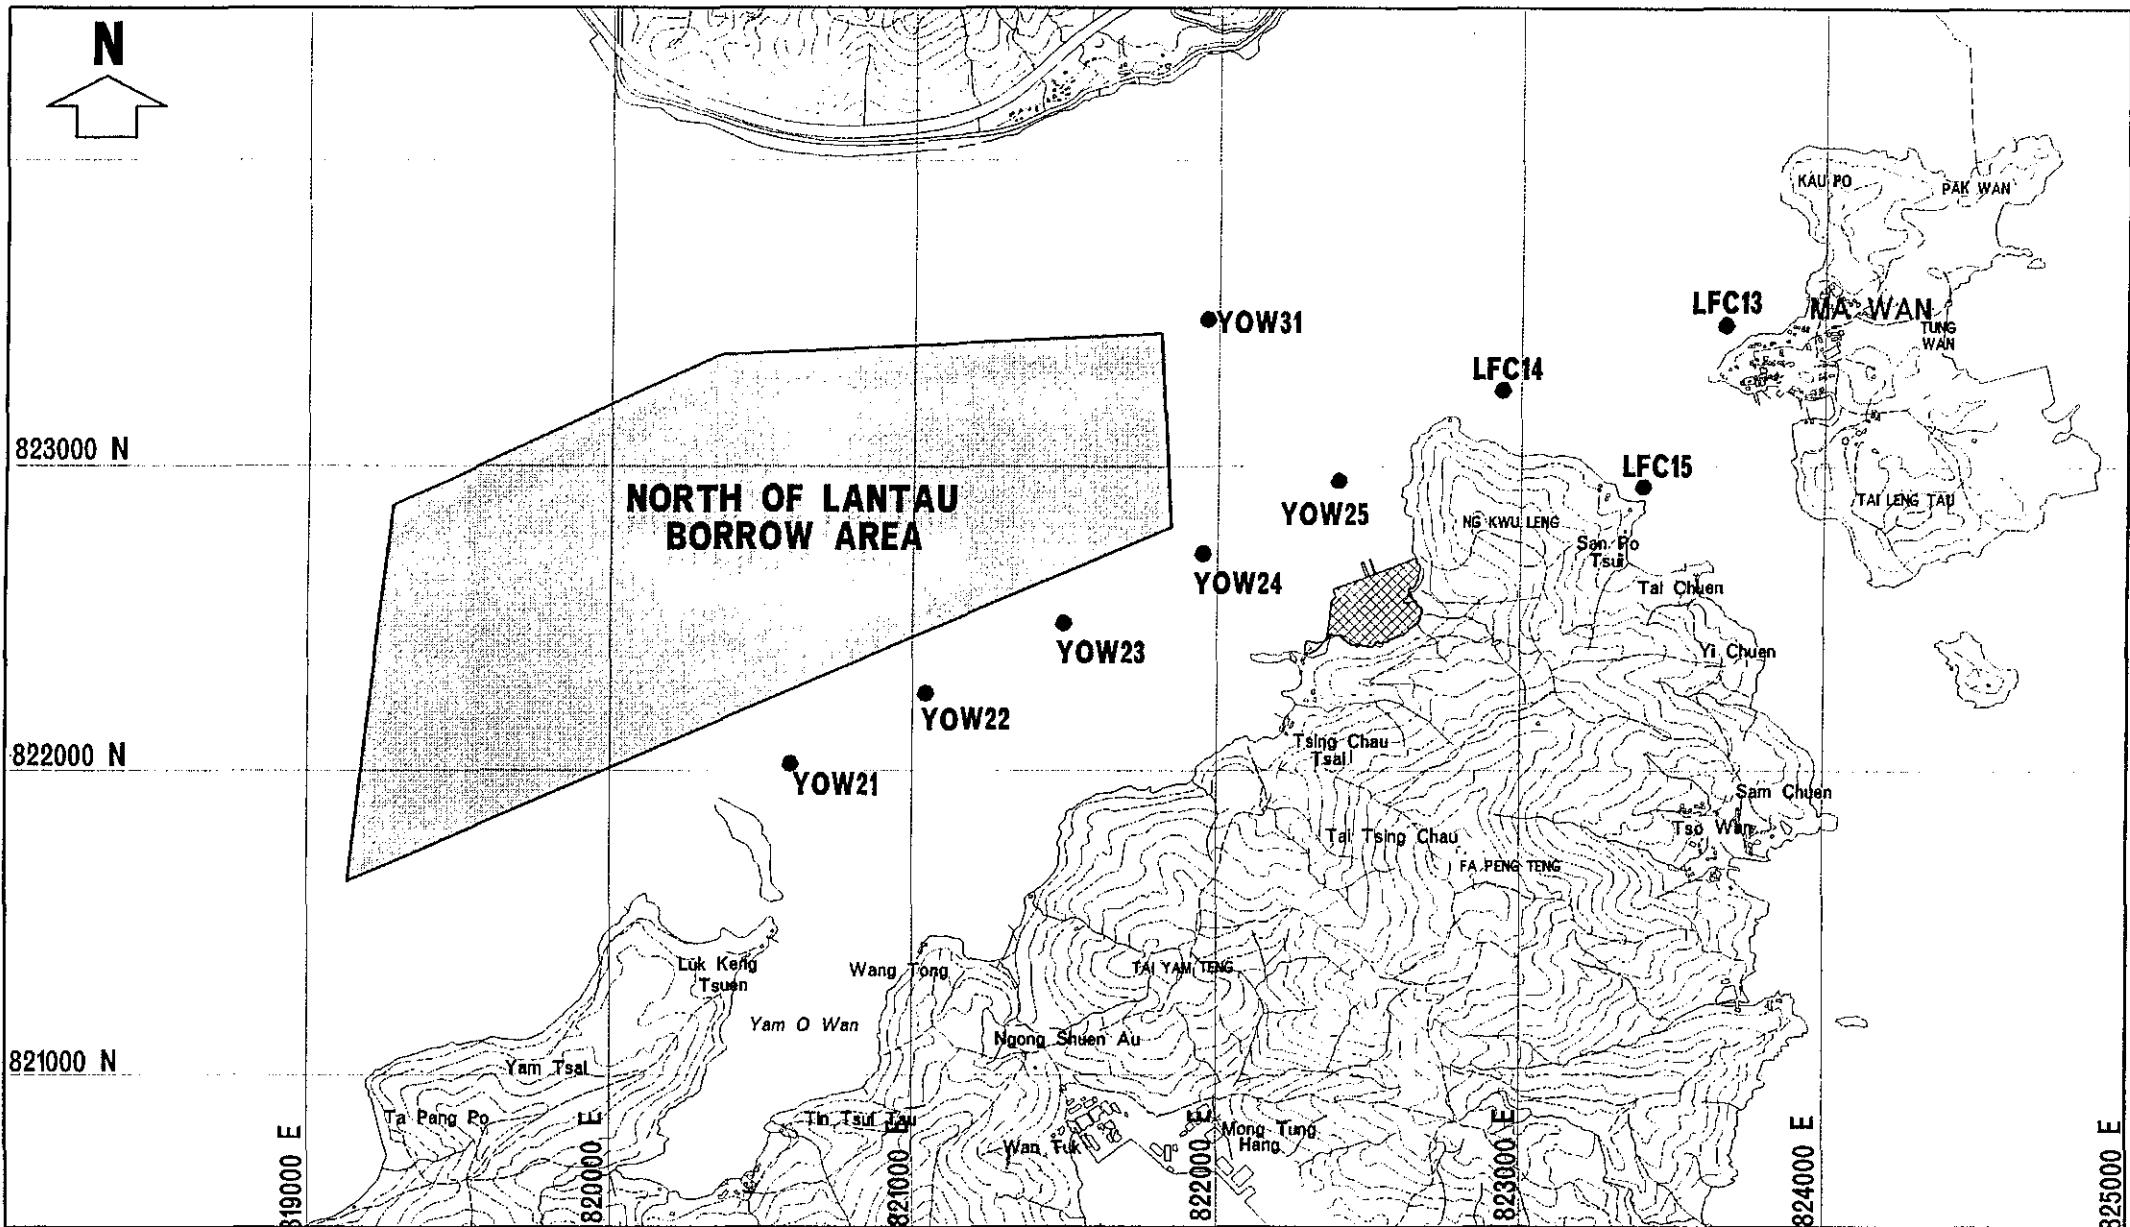 N
KAU PO
PAK WAN
LFC13
MA WAN
YOW31
TUNG
WAN
LFC14
823000 N
LFC15
NORTH OF LANTAU
BORROW AREA
YOW25
TAI LENG TAU
NG KWU LENG
San Po
Tsui
YOW24
Tai Chuen
YOW23
Yi Chuen
YOW22
Tsing Chau
Tsai
822000 N
YOW21
Sam Chuen
Tai Tsing Chau
Tso Wan
FA PENG TENG
Luk Keng
Tsuen
Wang Tong
TAI YAM TENG
Yam O Wan
Ngong Shuen Au
821000 N
Yam Tsai
Ta Pang Po
Tin Tsui Tau
Wan Tuk
Mong Tung
Hang
819000 E
820000 E
821000 E
822000 E
823000 E
824000 E
825000 E